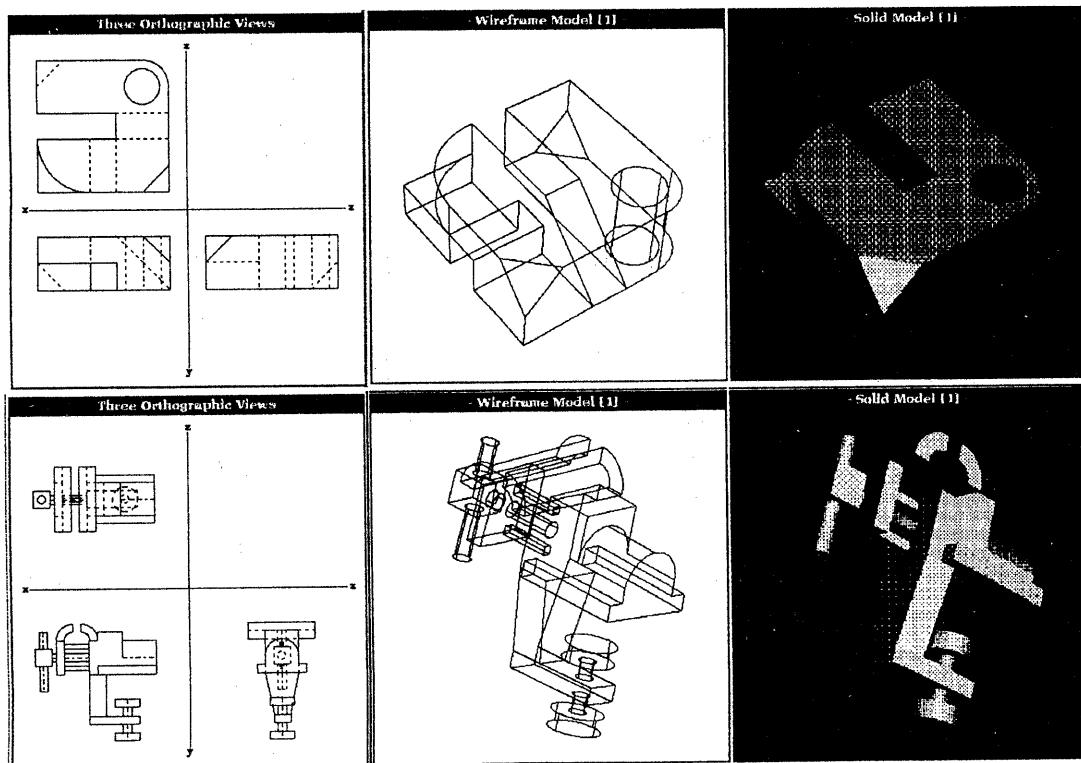 Three Orthographic Views
Wireframe Model [1]
Solid Model [1]
z
x
x
y
Three Orthographic Views
Wireframe Model [1]
Solid Model [1]
z
x
x
y